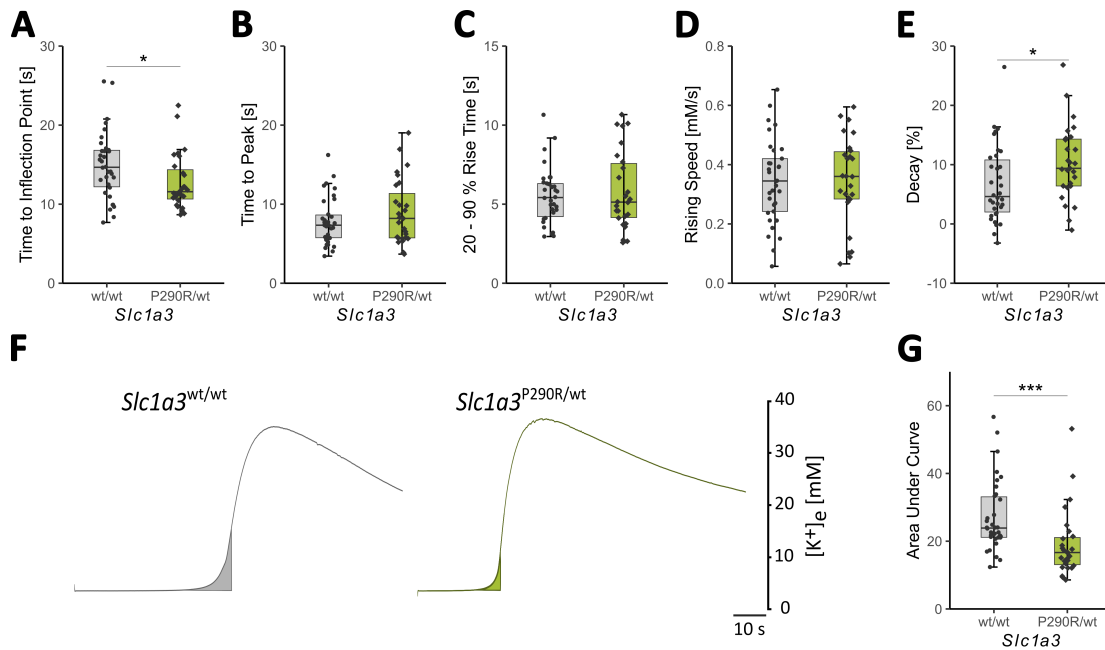 A
Time to Inflection Point [s]
30
20
10
0
*
wt/wt
P290R/wt
Slc1a3
B
Time to Peak [s]
30
20
10
0
wt/wt
P290R/wt
Slc1a3
C
20 - 90 % Rise Time [s]
15
10
5
0
wt/wt
P290R/wt
Slc1a3
D
Rising Speed [mM/s]
0.8
0.6
0.4
0.2
0.0
wt/wt
P290R/wt
Slc1a3
E
Decay [%]
30
20
10
0
-10
*
wt/wt
P290R/wt
Slc1a3
F
Slc1a3wt/wt
Slc1a3P290R/wt
40
30
20
10
0
[K+]e [mM]
10 s
G
Area Under Curve
60
40
20
0
***
wt/wt
P290R/wt
Slc1a3